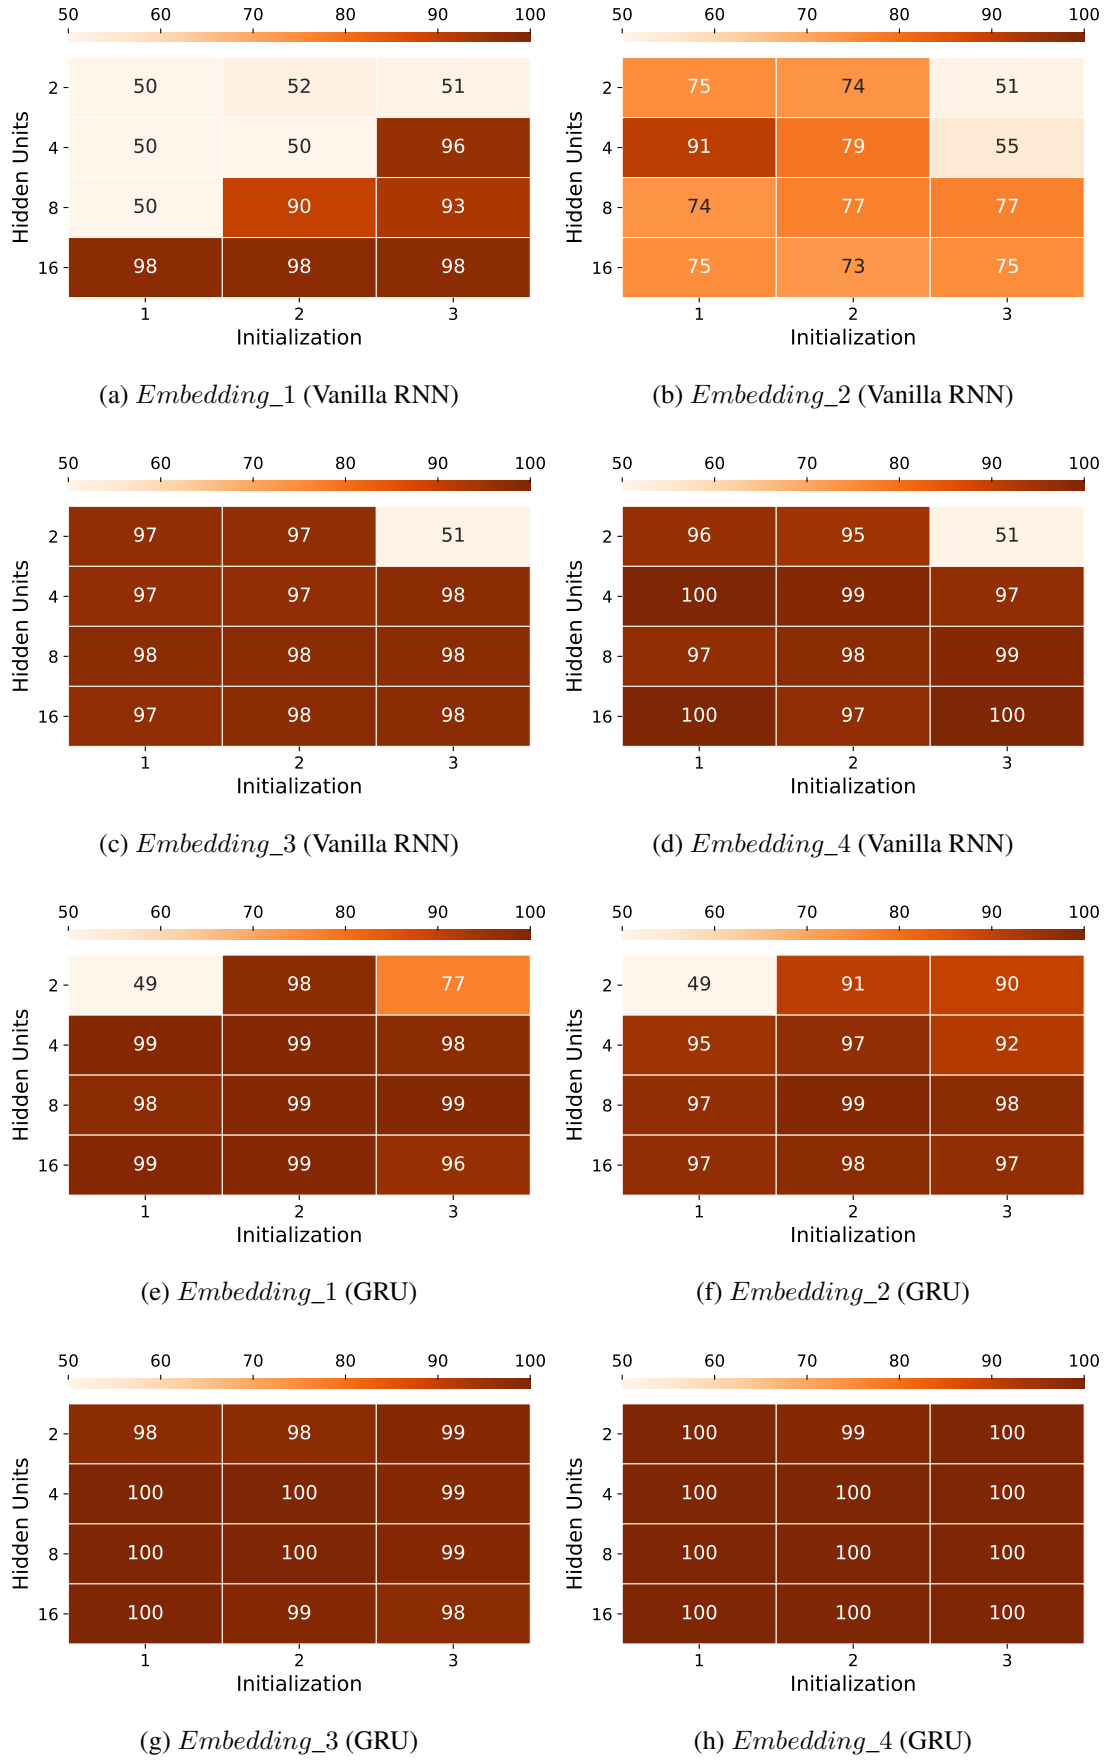 50 60 70 80 90 100
50 60 70 80 90 100
Hidden Units
2 50 52 51
4 50 50 96
8 50 90 93
16 98 98 98
1 2 3
Initialization
Hidden Units
2 75 74 51
4 91 79 55
8 74 77 77
16 75 73 75
1 2 3
Initialization
(a) Embedding_1 (Vanilla RNN)
(b) Embedding_2 (Vanilla RNN)
50 60 70 80 90 100
50 60 70 80 90 100
Hidden Units
2 97 97 51
4 97 97 98
8 98 98 98
16 97 98 98
1 2 3
Initialization
Hidden Units
2 96 95 51
4 100 99 97
8 97 98 99
16 100 97 100
1 2 3
Initialization
(c) Embedding_3 (Vanilla RNN)
(d) Embedding_4 (Vanilla RNN)
50 60 70 80 90 100
50 60 70 80 90 100
Hidden Units
2 49 98 77
4 99 99 98
8 98 99 99
16 99 99 96
1 2 3
Initialization
Hidden Units
2 49 91 90
4 95 97 92
8 97 99 98
16 97 98 97
1 2 3
Initialization
(e) Embedding_1 (GRU)
(f) Embedding_2 (GRU)
50 60 70 80 90 100
50 60 70 80 90 100
Hidden Units
2 98 98 99
4 100 100 99
8 100 100 99
16 100 99 98
1 2 3
Initialization
Hidden Units
2 100 99 100
4 100 100 100
8 100 100 100
16 100 100 100
1 2 3
Initialization
(g) Embedding_3 (GRU)
(h) Embedding_4 (GRU)